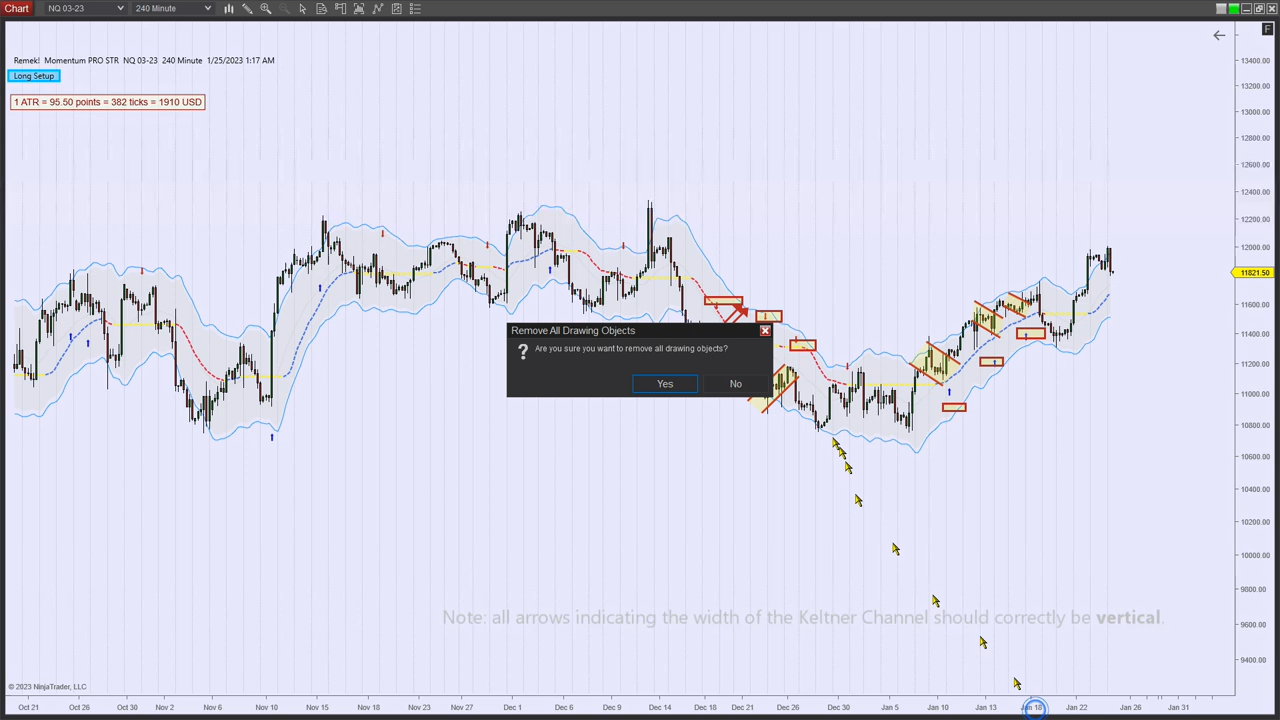 Chart NQ 03-23 240 Minute
F
Remek! Momentum PRO STR NQ 03-23 240 Minute 1/25/2023 1:17 AM
Long Setup
1 ATR = 95.50 points = 382 ticks = 1910 USD
13400.00
13200.00
13000.00
12800.00
12600.00
12400.00
12200.00
12000.00
11821.50
11600.00
11400.00
11200.00
11000.00
10800.00
10600.00
10400.00
10200.00
10000.00
9800.00
9600.00
9400.00
Remove All Drawing Objects
Are you sure you want to remove all drawing objects?
Yes No
Note: all arrows indicating the width of the Keltner Channel should correctly be vertical.
© 2023 NinjaTrader, LLC
Oct 21 Oct 26 Oct 30 Nov 2 Nov 6 Nov 10 Nov 15 Nov 18 Nov 22 Nov 27 Dec 1 Dec 6 Dec 9 Dec 14 Dec 18 Dec 21 Dec 26 Dec 30 Jan 5 Jan 10 Jan 13 Jan 18 Jan 22 Jan 26 Jan 31